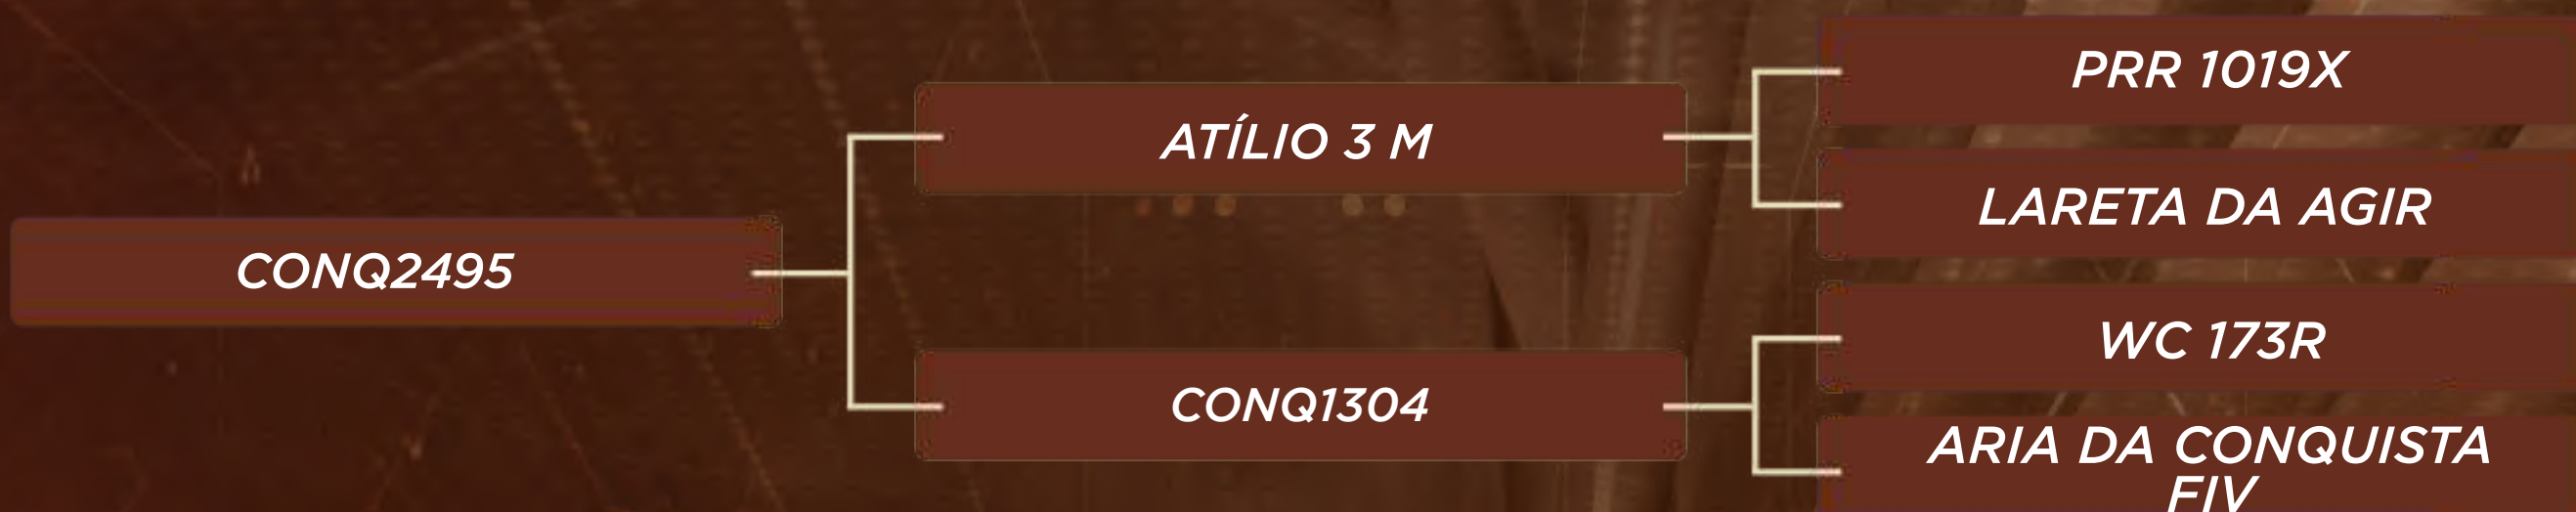 PRR 1019X
ATÍLIO 3 M
LARETA DA AGIR
CONQ2495
WC 173R
CONQ1304
ARIA DA CONQUISTA
FIV